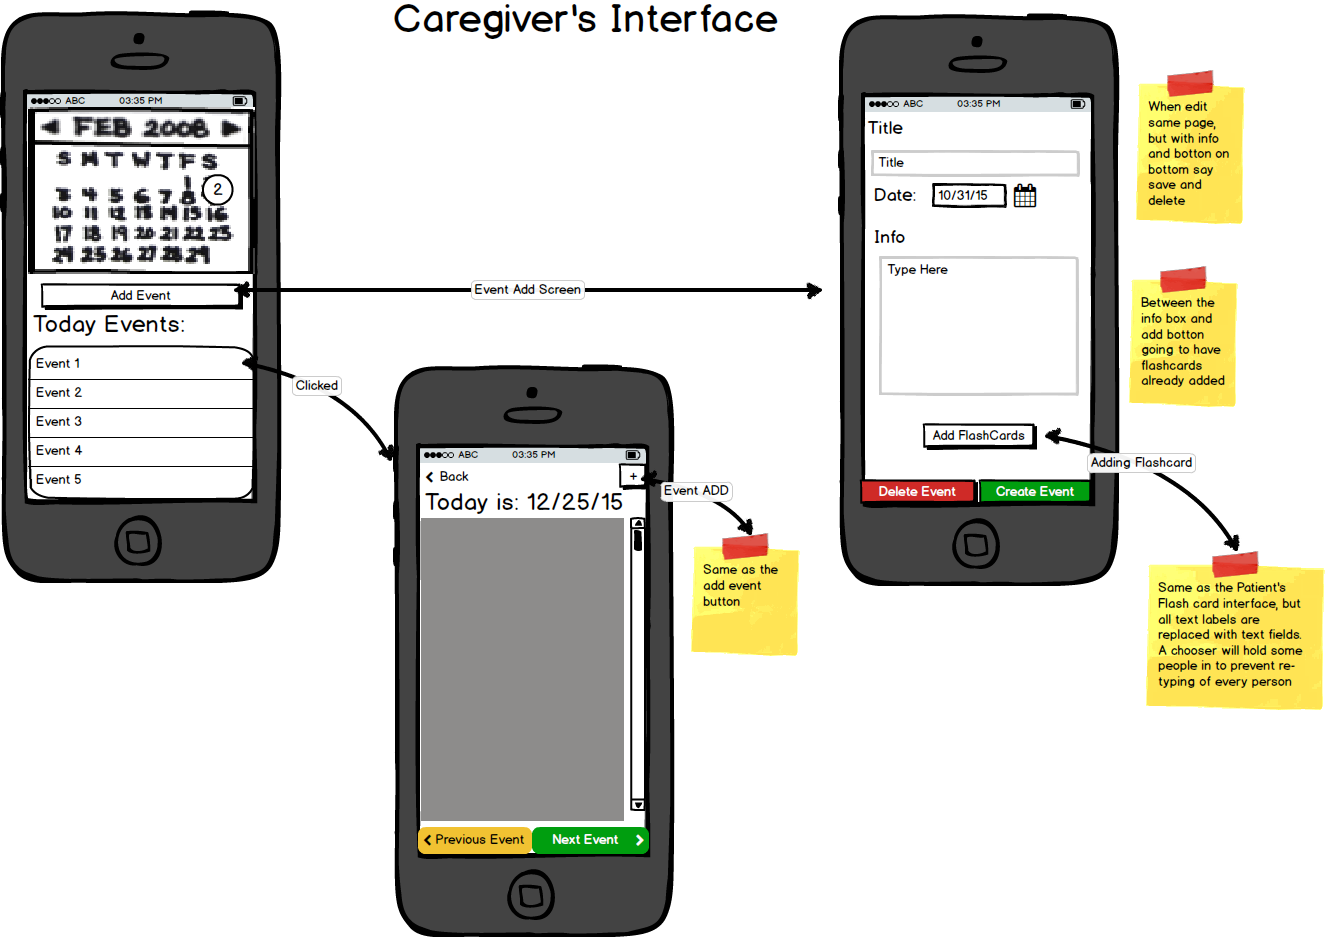 Caregiver's Interface
ABC 03:35 PM
FEB 2008
S M T W T F S
1 2
3 4 5 6 7 8
10 11 12 13 14 15 16
17 18 19 20 21 22 23
24 25 26 27 28 29
Add Event
Today Events:
Event 1
Event 2
Event 3
Event 4
Event 5
Event Add Screen
Clicked
ABC 03:35 PM
Back +
Today is: 12/25/15
Previous Event Next Event
Event ADD
Same as the
add event
button
ABC 03:35 PM
Title
Title
Date: 10/31/15
Info
Type Here
Add FlashCards
Delete Event Create Event
Adding Flashcard
When edit
same page,
but with info
and botton on
bottom say
save and
delete
Between the
info box and
add botton
going to have
flashcards
already added
Same as the Patient's
Flash card interface, but
all text labels are
replaced with text fields.
A chooser will hold some
people in to prevent re-
typing of every person